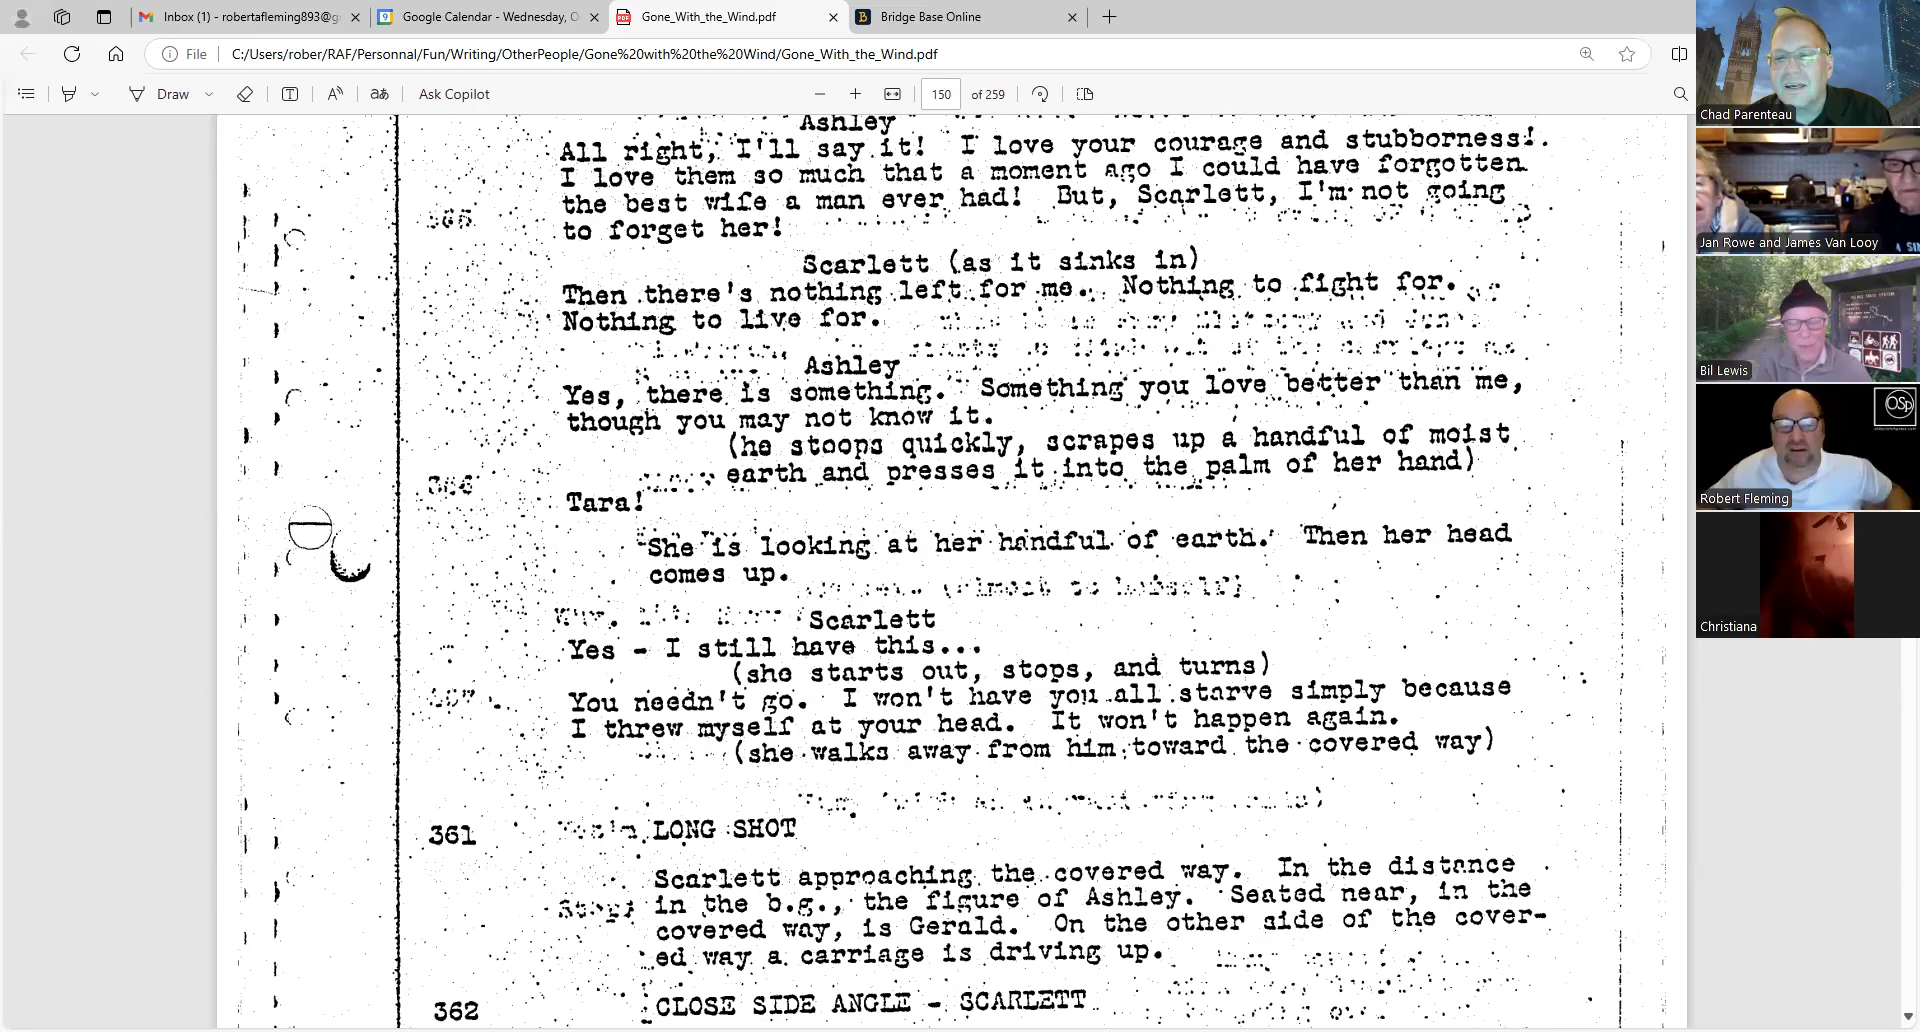 Inbox (1) - robertafleming893@g
Google Calendar - Wednesday, O
Gone_With_the_Wind.pdf
Bridge Base Online
File
C:/Users/rober/RAF/Personnal/Fun/Writing/OtherPeople/Gone%20with%20the%20Wind/Gone_With_the_Wind.pdf
Draw
Ask Copilot
150 of 259
Ashley
All right, I'll say it! I love your courage and stubborness!
I love them so much that a moment ago I could have forgotten
the best wife a man ever had! But, Scarlett, I'm not going
to forget her!
Scarlett (as it sinks in)
Then there's nothing left for me. Nothing to fight for.
Nothing to live for.
Ashley
Yes, there is something. Something you love better than me,
though you may not know it.
(he stoops quickly, scrapes up a handful of moist
earth and presses it into the palm of her hand)
Tara!
She is looking at her handful of earth. Then her head
comes up.
Scarlett
Yes - I still have this...
(she starts out, stops, and turns)
You needn't go. I won't have you all starve simply because
I threw myself at your head. It won't happen again.
(she walks away from him toward the covered way)
361 LONG SHOT
Scarlett approaching the covered way. In the distance
in the b.g., the figure of Ashley. Seated near, in the
covered way, is Gerald. On the other side of the cover-
ed way a carriage is driving up.
362 CLOSE SIDE ANGLE - SCARLETT
Chad Parenteau
Jan Rowe and James Van Looy
Bil Lewis
OSP
Robert Fleming
Christiana